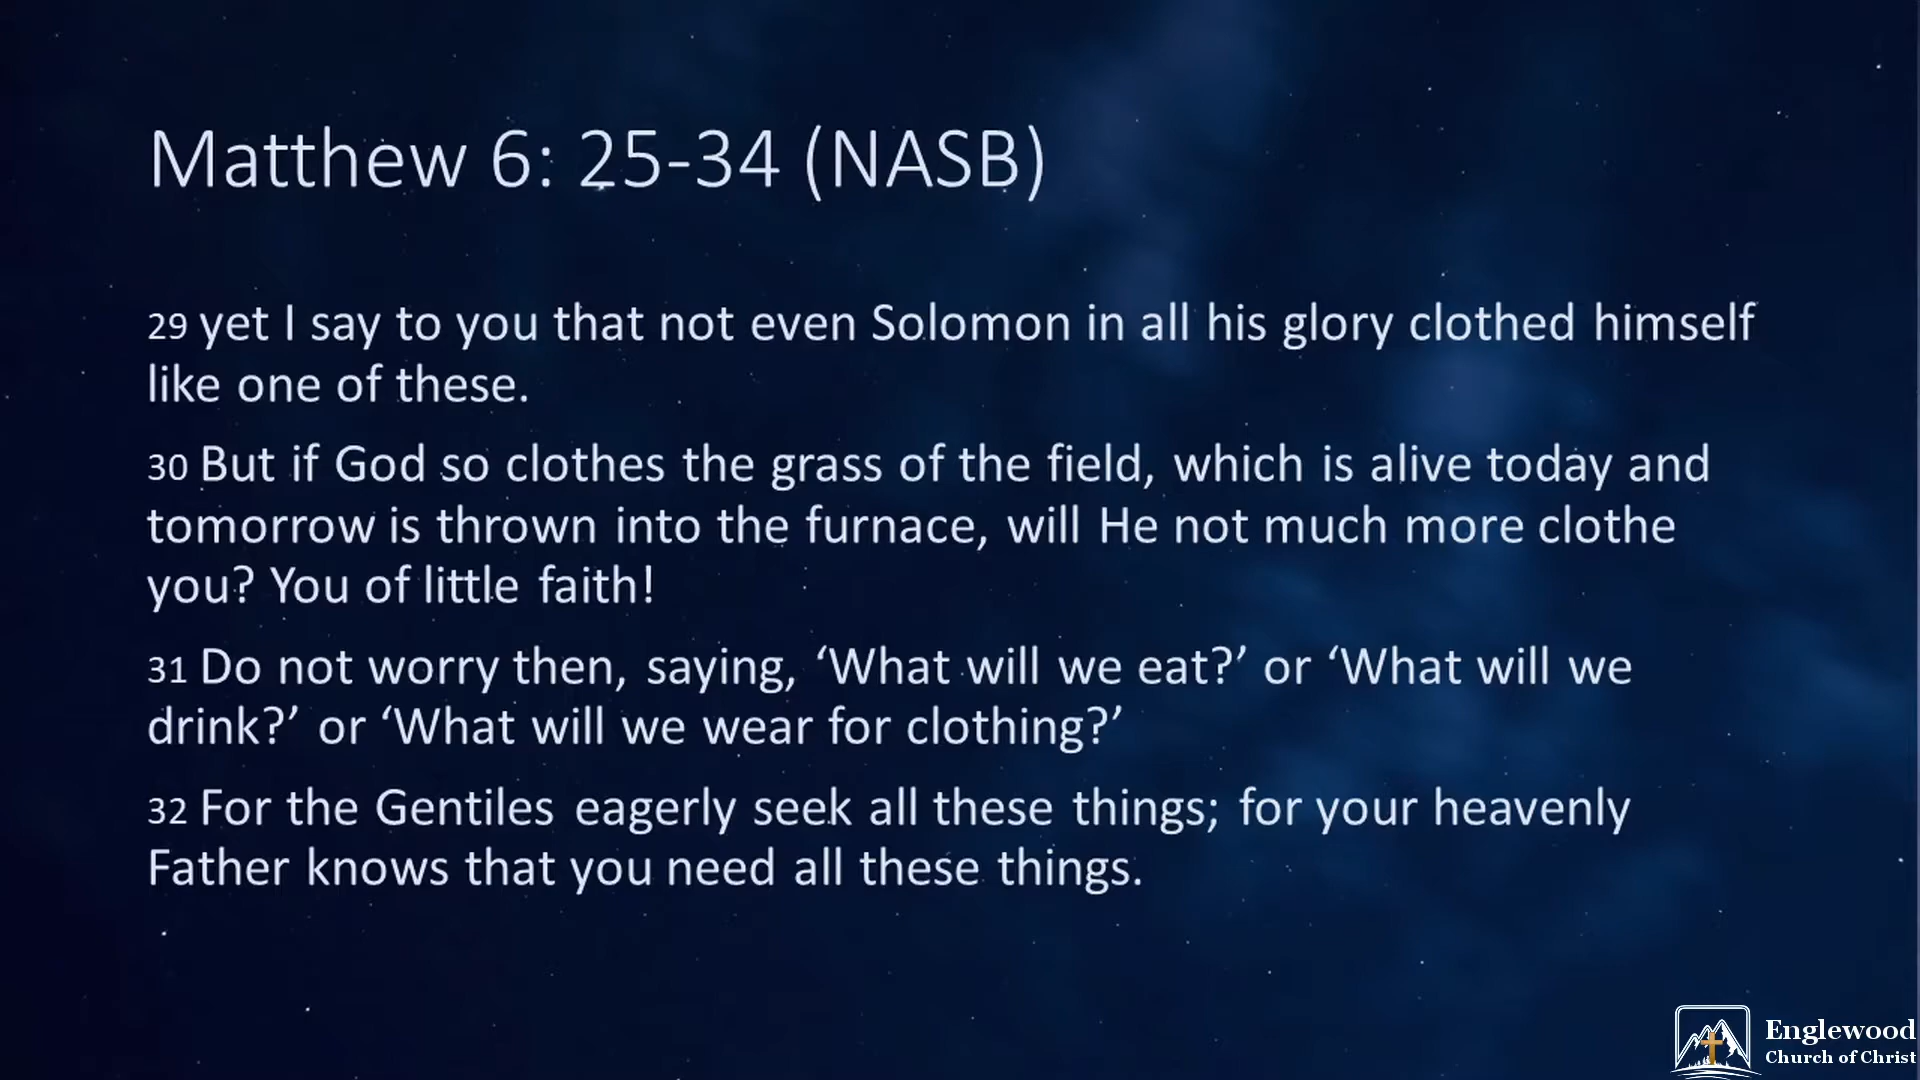 Matthew 6: 25-34 (NASB)
29 yet I say to you that not even Solomon in all his glory clothed himself
like one of these.
30 But if God so clothes the grass of the field, which is alive today and
tomorrow is thrown into the furnace, will He not much more clothe
you? You of little faith!
31 Do not worry then, saying, ‘What will we eat?’ or ‘What will we
drink?’ or ‘What will we wear for clothing?’
32 For the Gentiles eagerly seek all these things; for your heavenly
Father knows that you need all these things.
Englewood
Church of Christ